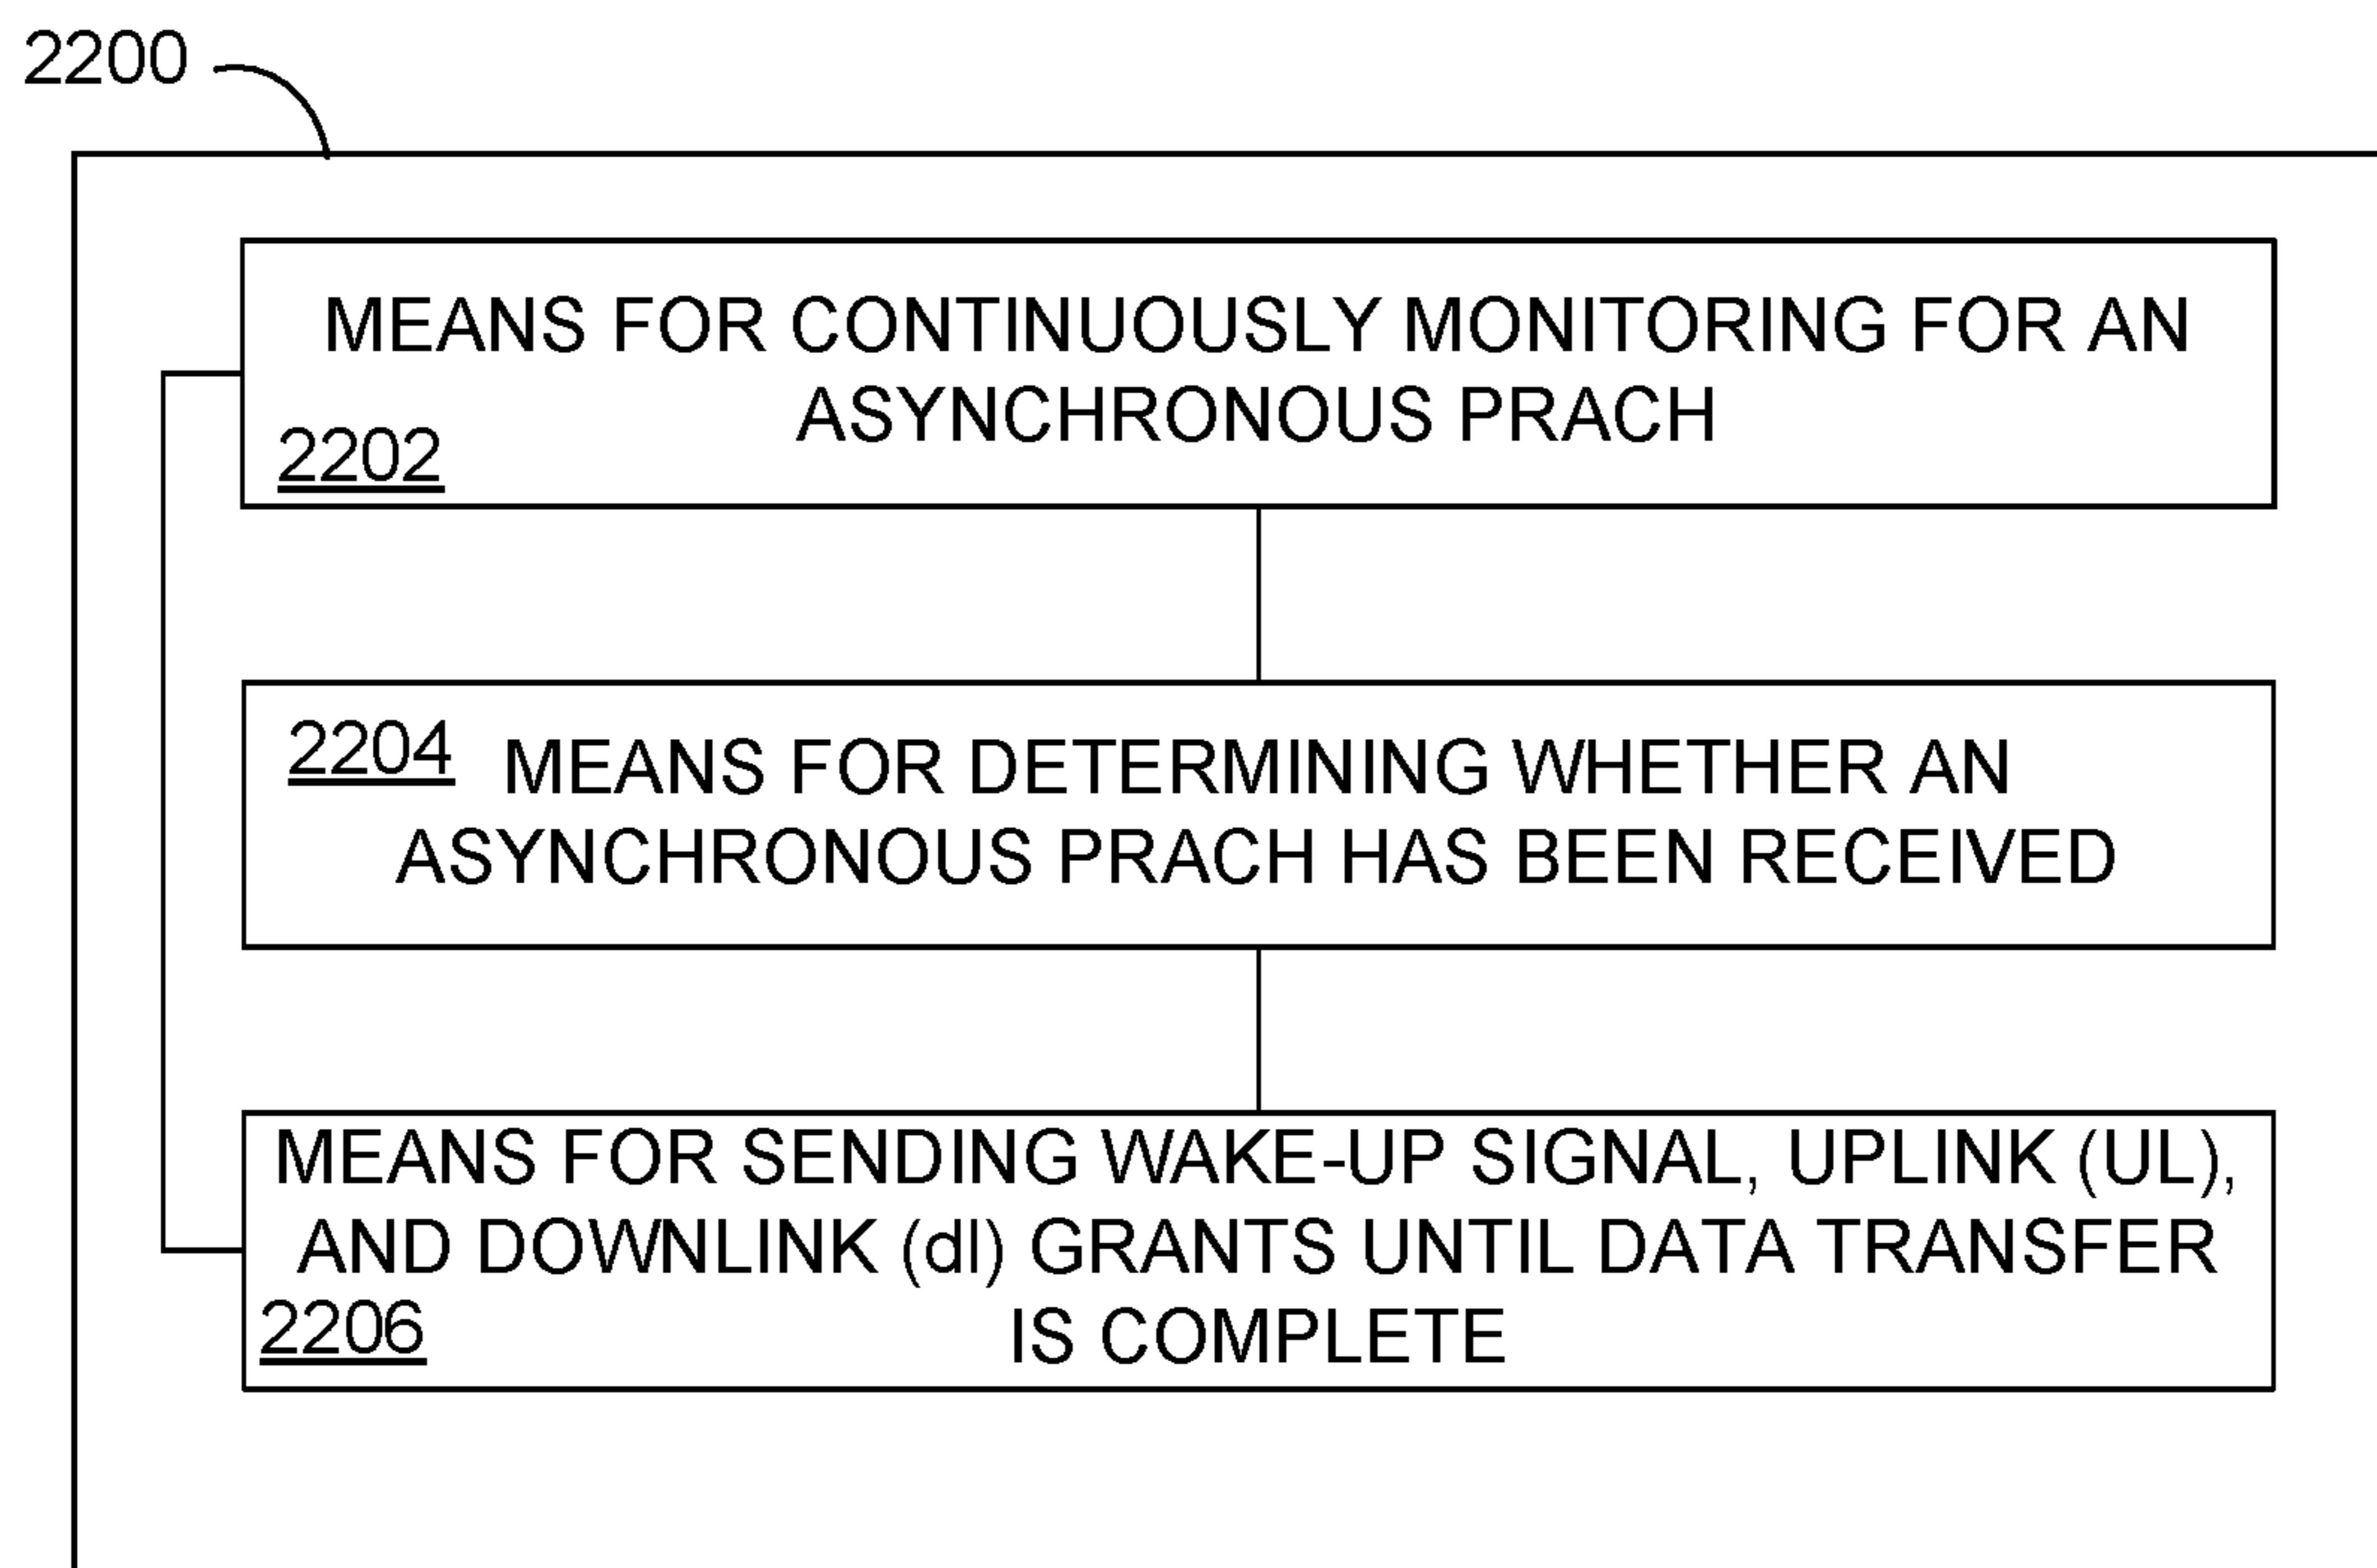 2200
MEANS FOR CONTINUOUSLY MONITORING FOR AN
ASYNCHRONOUS PRACH
2202
2204
MEANS FOR DETERMINING WHETHER AN
ASYNCHRONOUS PRACH HAS BEEN RECEIVED
MEANS FOR SENDING WAKE-UP SIGNAL, UPLINK (UL),
AND DOWNLINK (dl) GRANTS UNTIL DATA TRANSFER
IS COMPLETE
2206